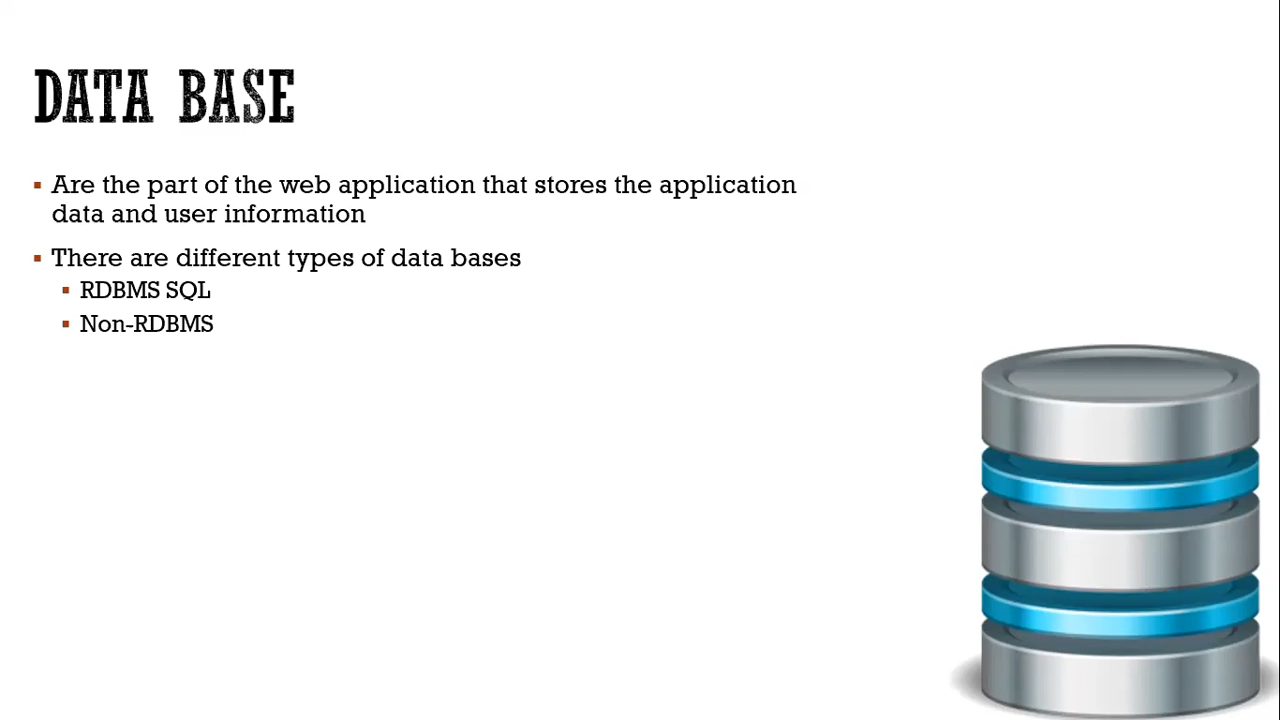 DATA BASE
▪ Are the part of the web application that stores the application
data and user information
▪ There are different types of data bases
▪ RDBMS SQL
▪ Non-RDBMS